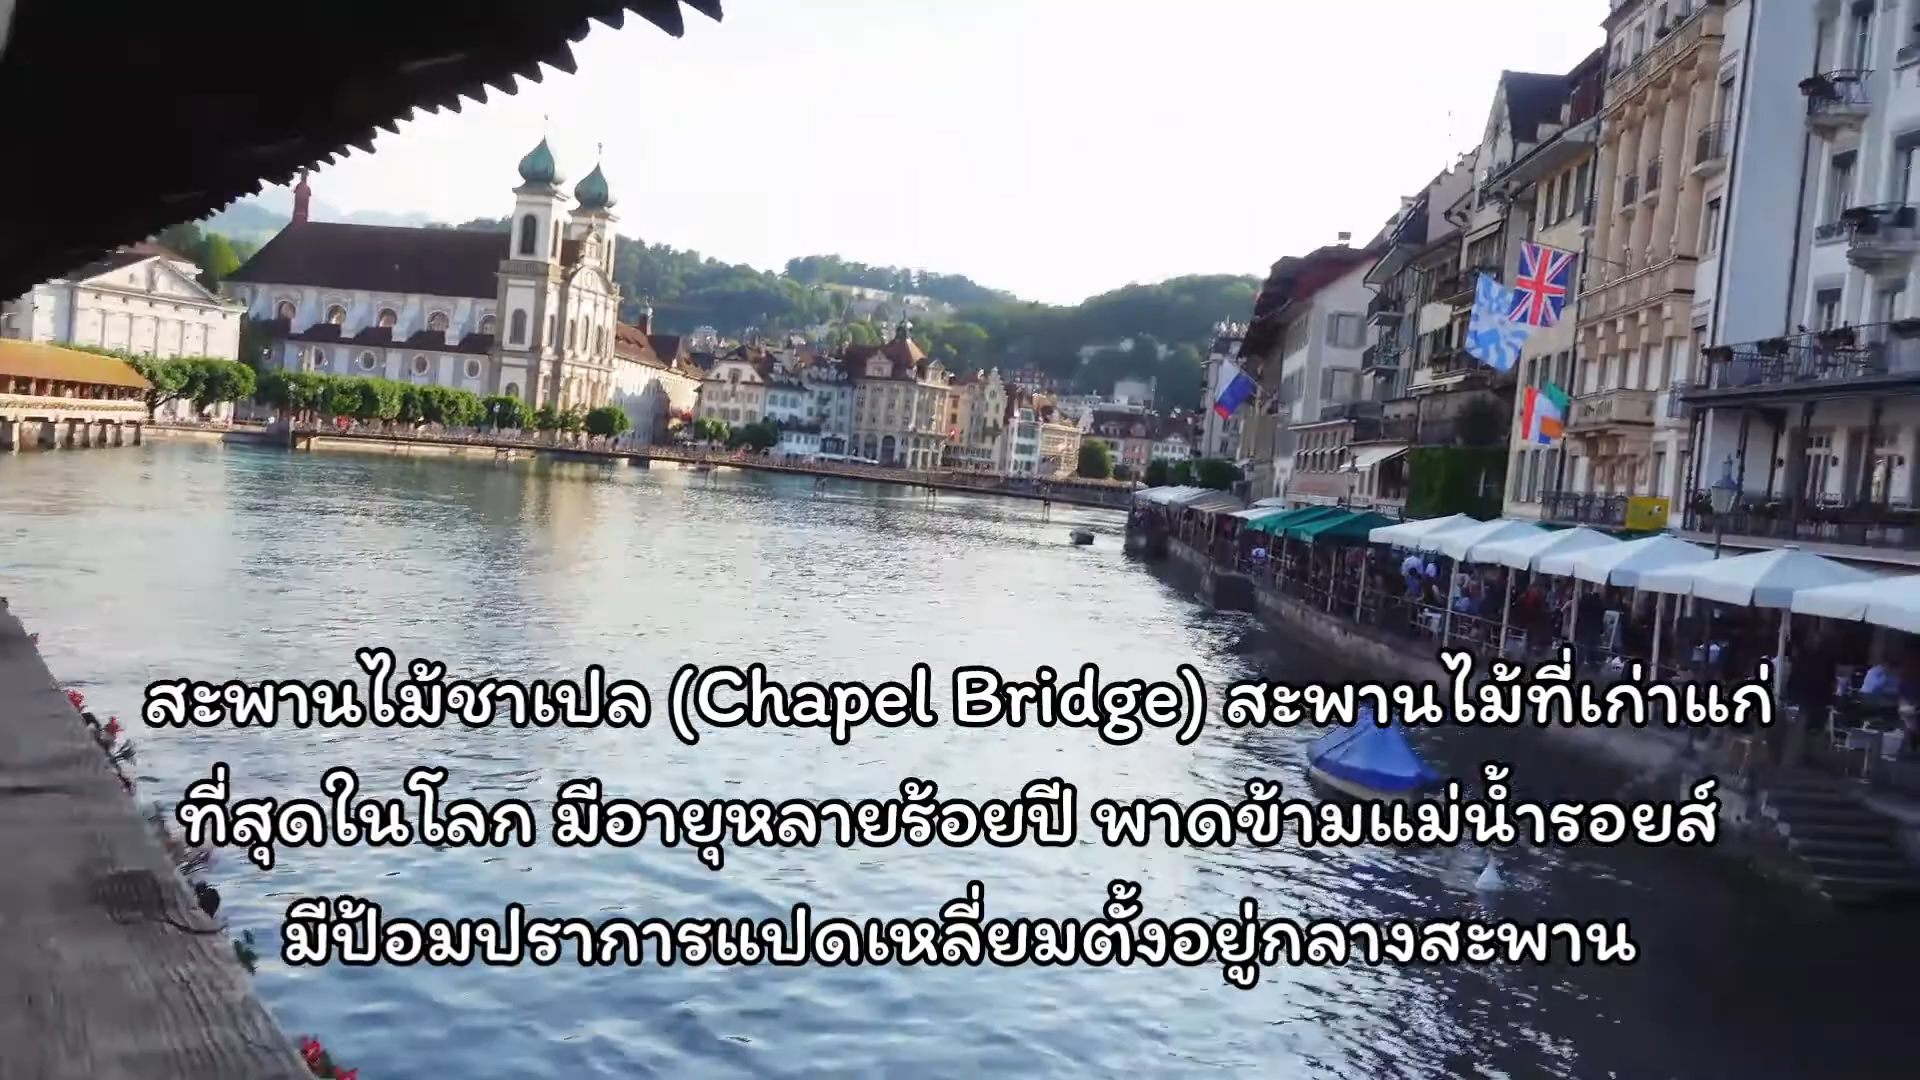 สะพานไม้ชาเปล (Chapel Bridge) สะพานไม้ที่เก่าแก่
ที่สุดในโลก มีอายุหลายร้อยปี พาดข้ามแม่น้ำรอยส์
มีป้อมปราการแปดเหลี่ยมตั้งอยู่กลางสะพาน